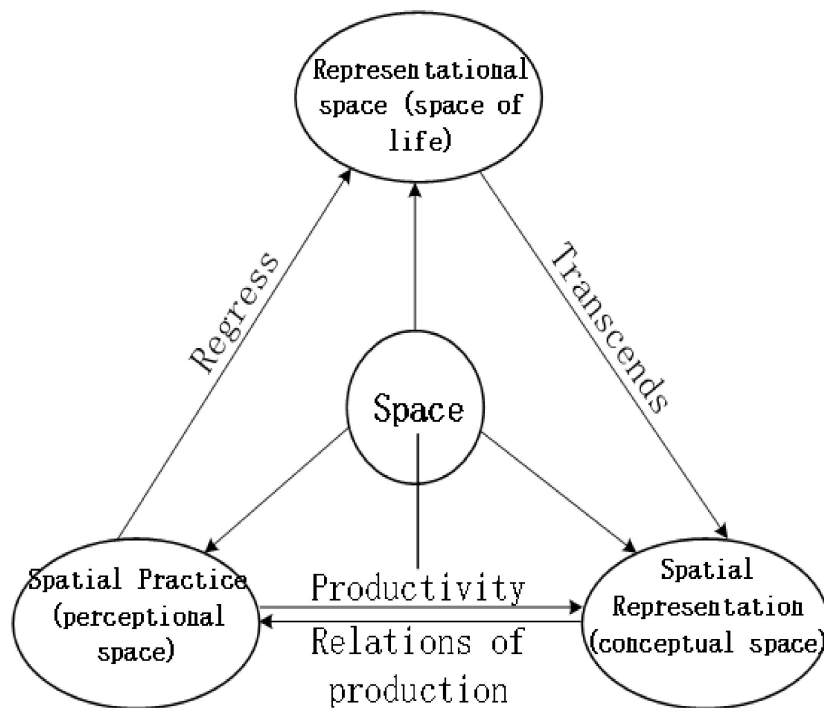 Representational
space (space of
life)
Regress
Transcends
Space
Spatial Practice
(perceptional
space)
Productivity
Relations of
production
Spatial
Representation
(conceptual space)